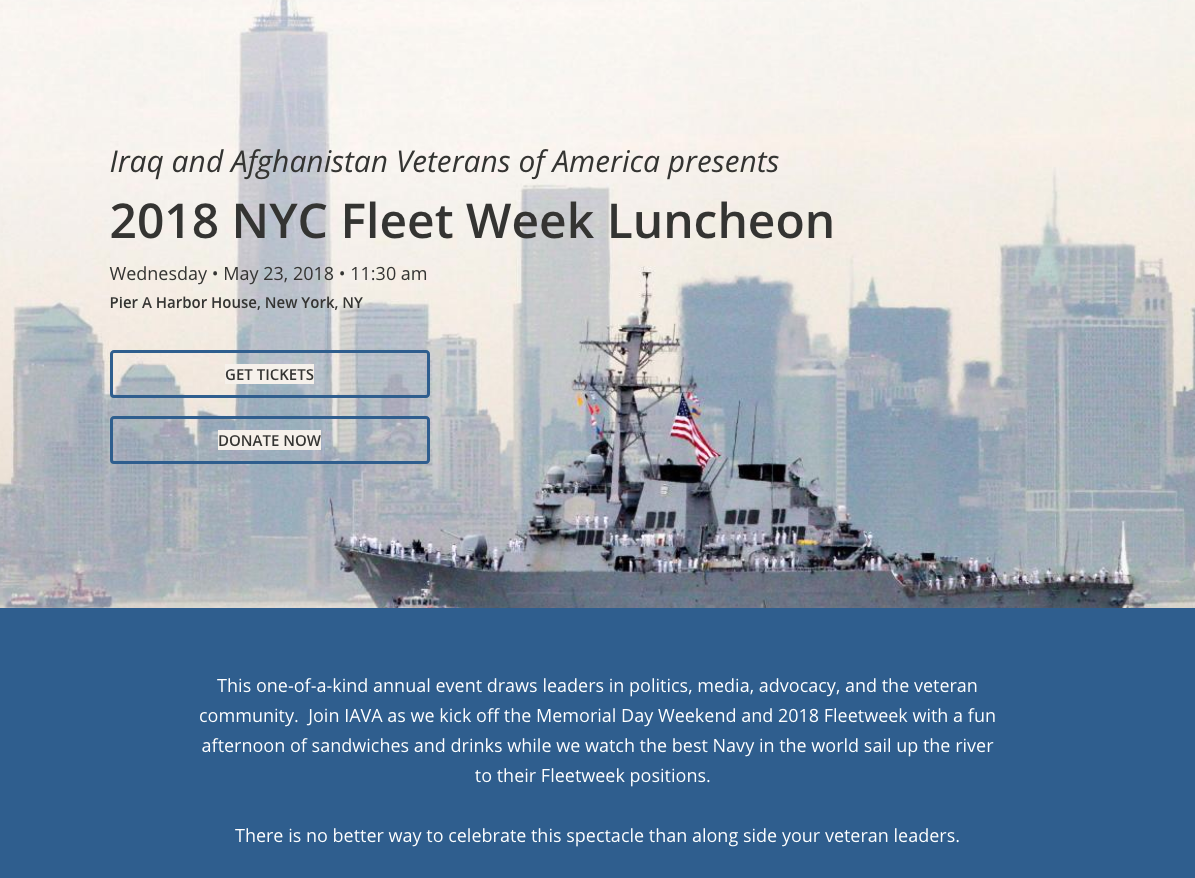 Iraq and Afghanistan Veterans of America presents
2018 NYC Fleet Week Luncheon
Wednesday • May 23, 2018 • 11:30 am
Pier A Harbor House, New York, NY
GET TICKETS
DONATE NOW
74
This one-of-a-kind annual event draws leaders in politics, media, advocacy, and the veteran
community.  Join IAVA as we kick off the Memorial Day Weekend and 2018 Fleetweek with a fun
afternoon of sandwiches and drinks while we watch the best Navy in the world sail up the river
to their Fleetweek positions.
There is no better way to celebrate this spectacle than along side your veteran leaders.